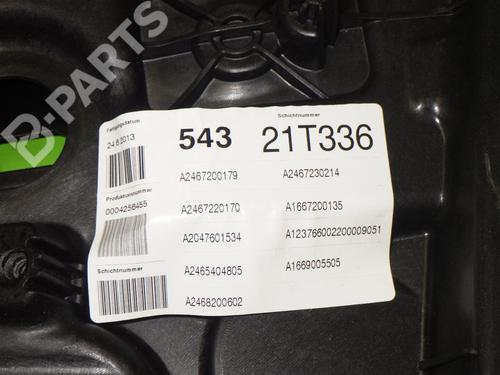 B-PARTS
Fertigungsdatum
24.6.2013
543
Schichtnummer
21T336
A2467200179
A2467230214
Produktionsnummer
0004256455
A2467220170
A1667200135
A2047601534
A123766002200009051
Schichtnummer
A2465404805
A1669005505
A2468200602